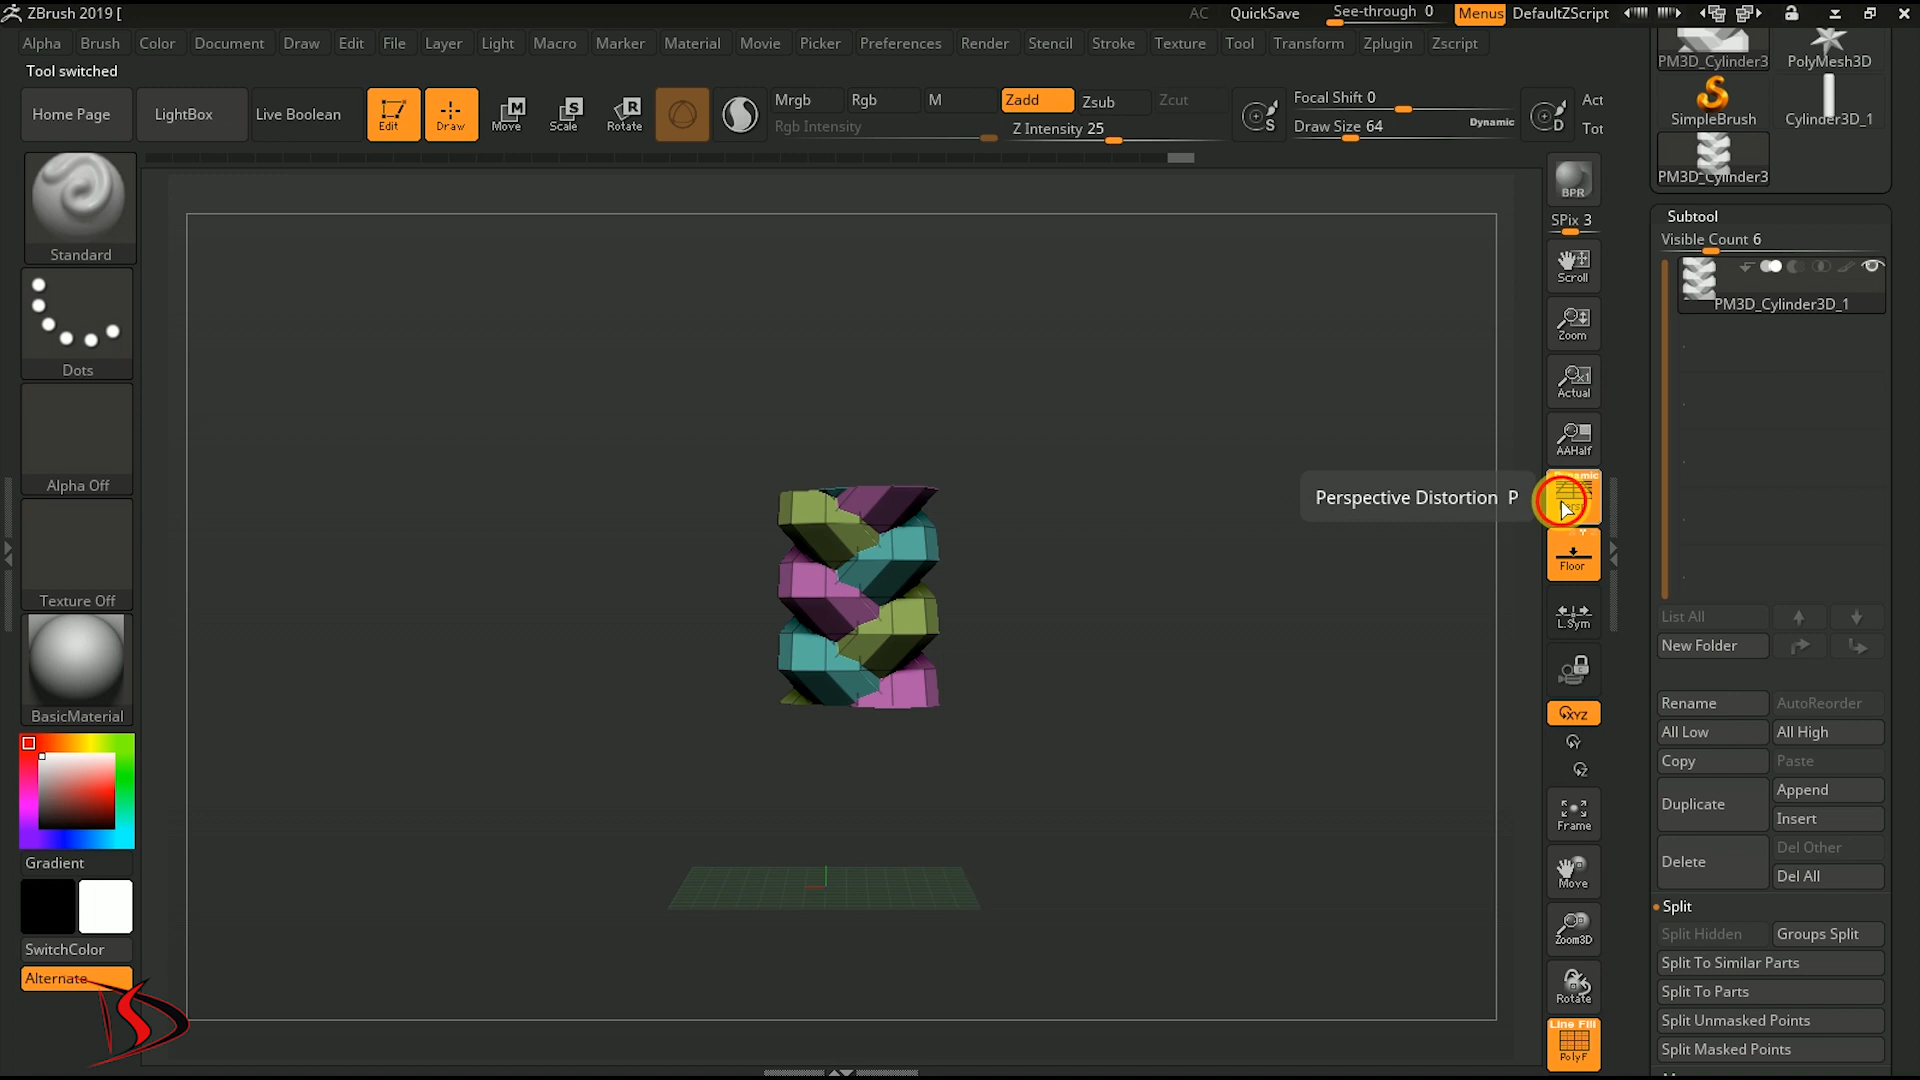 ZBrush 2019 [
AC
QuickSave
See-through 0
Menus
DefaultZScript
Alpha Brush Color Document Draw Edit File Layer Light Macro Marker Material Movie Picker Preferences Render Stencil Stroke Texture Tool Transform Zplugin Zscript
Tool switched
Home Page
LightBox
Live Boolean
Edit
Draw
Move
Scale
Rotate
Mrgb Rgb M
Rgb Intensity
Zadd Zsub Zcut
Z Intensity 25
S
Focal Shift 0
Draw Size 64
Dynamic
D
Act
Tot
Standard
Dots
Alpha Off
Texture Off
BasicMaterial
Gradient
SwitchColor
Alternate
Perspective Distortion P
BPR
SPix 3
Scroll
Zoom
Actual
AAHalf
Floor
L.Sym
XYZ
Y
Z
Frame
Move
Zoom3D
Rotate
Line Fill
PolyF
PM3D_Cylinder3
PolyMesh3D
SimpleBrush
Cylinder3D_1
PM3D_Cylinder3
Subtool
Visible Count 6
PM3D_Cylinder3D_1
List All
New Folder
Rename AutoReorder
All Low All High
Copy Paste
Duplicate Append
Insert
Delete Del Other
Del All
Split
Split Hidden Groups Split
Split To Similar Parts
Split To Parts
Split Unmasked Points
Split Masked Points